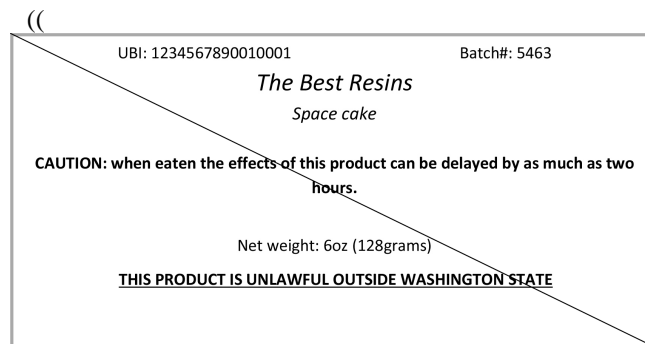 ((
UBI: 1234567890010001 Batch#: 5463
The Best Resins
Space cake
CAUTION: when eaten the effects of this product can be delayed by as much as two
hours.
Net weight: 6oz (128grams)
THIS PRODUCT IS UNLAWFUL OUTSIDE WASHINGTON STATE